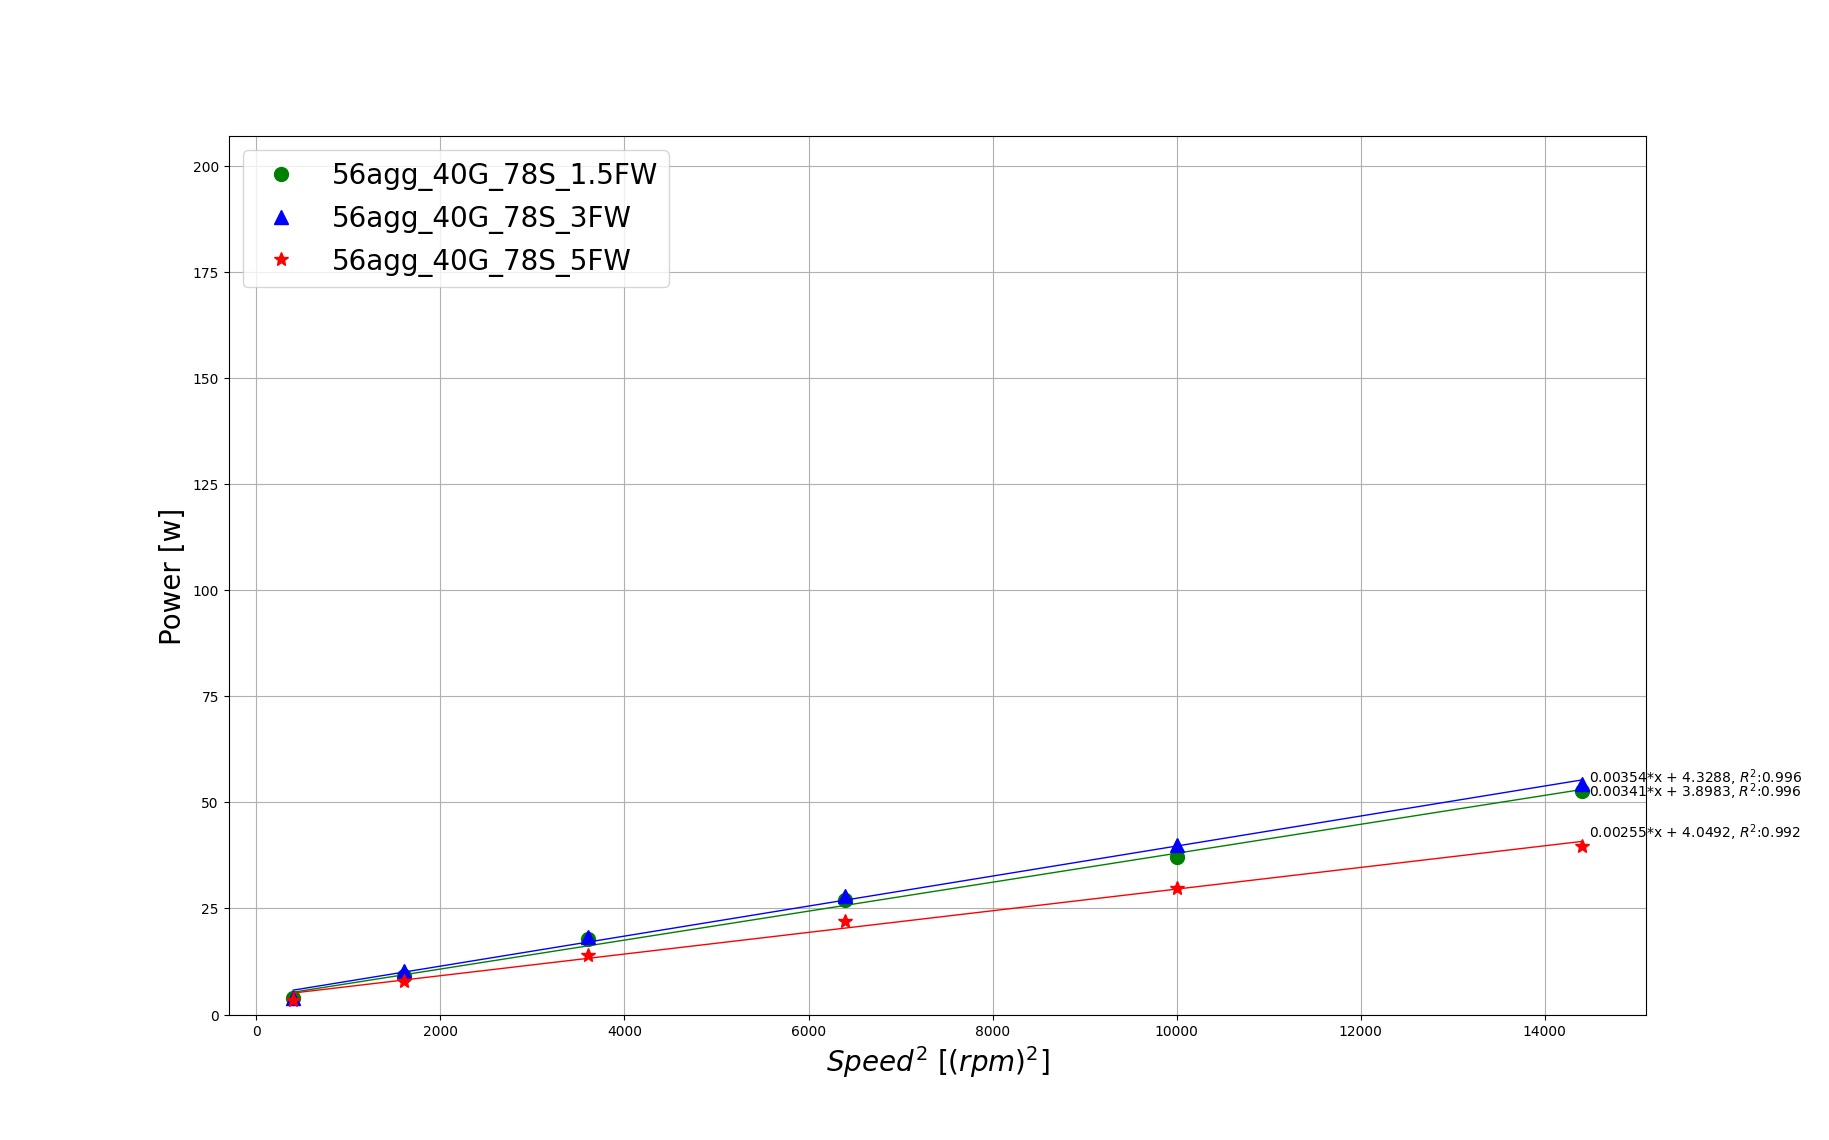 56agg_40G_78S_1.5FW
56agg_40G_78S_3FW
56agg_40G_78S_5FW
200
175
150
125
100
75
50
25
0
Power [w]
0.00354*x + 4.3288, R²:0.996
0.00341*x + 3.8983, R²:0.996
0.00255*x + 4.0492, R²:0.992
0 2000 4000 6000 8000 10000 12000 14000
Speed² [(rpm)²]